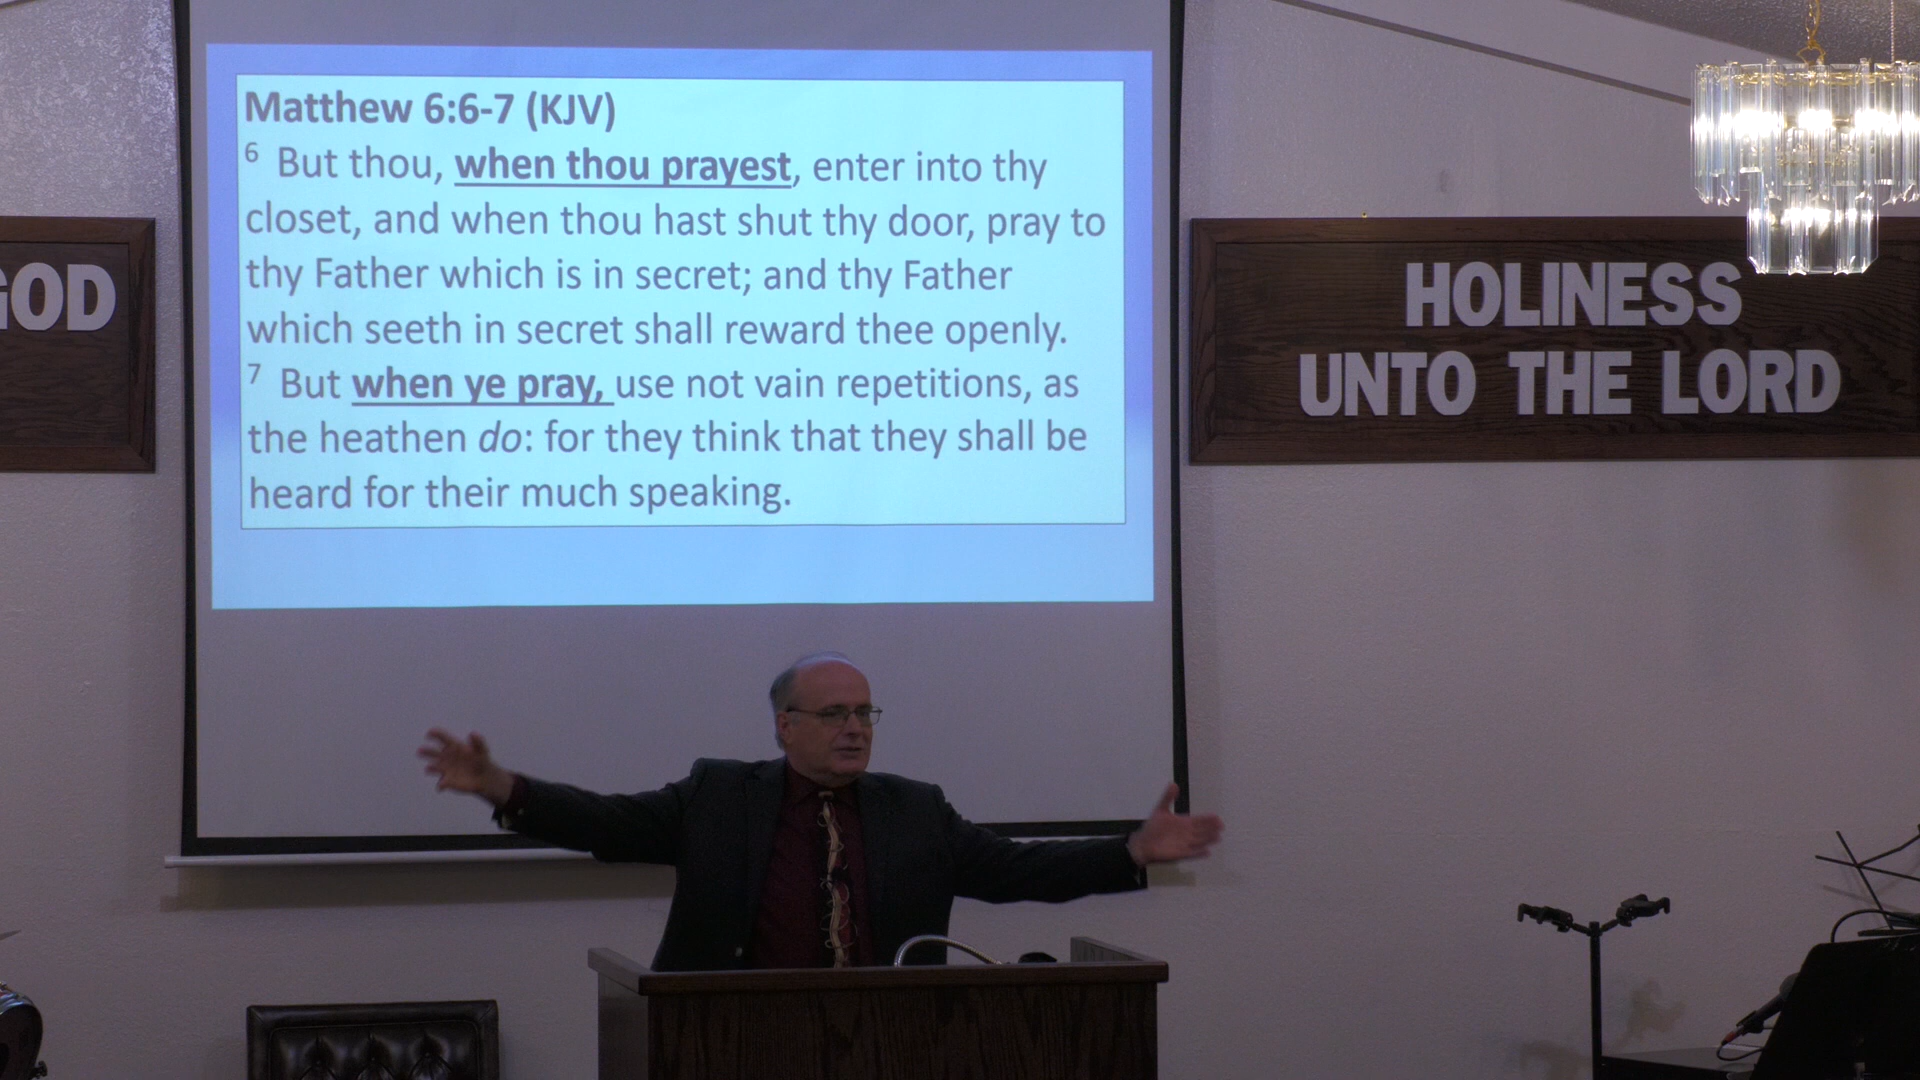 Matthew 6:6-7 (KJV)
6 But thou, when thou prayest, enter into thy
closet, and when thou hast shut thy door, pray to
thy Father which is in secret; and thy Father
which seeth in secret shall reward thee openly.
7 But when ye pray, use not vain repetitions, as
the heathen do: for they think that they shall be
heard for their much speaking.
GOD
HOLINESS
UNTO THE LORD